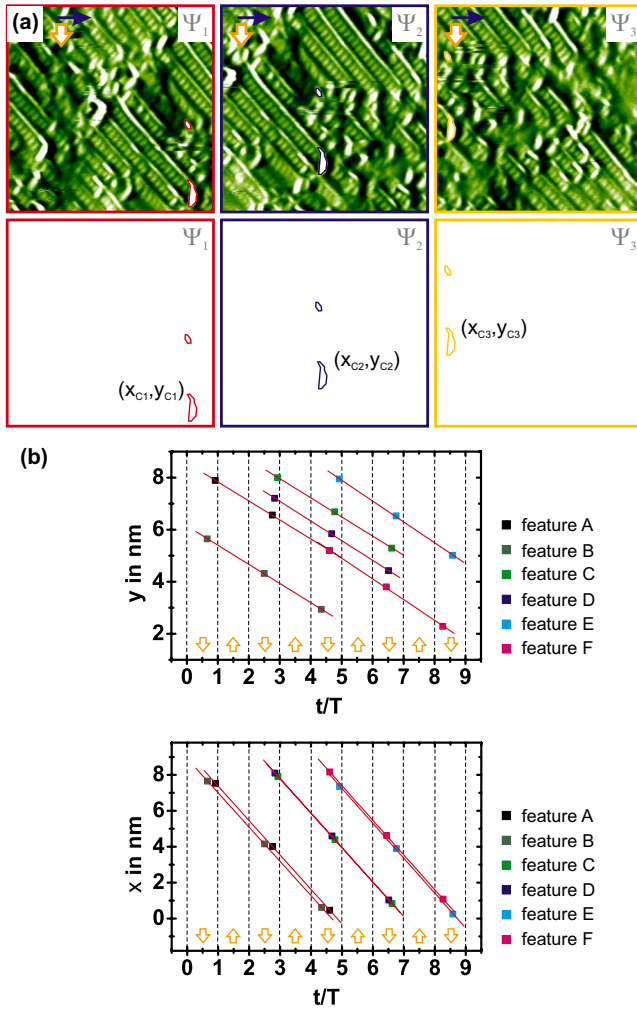 (a)
Ψ1 Ψ2 Ψ3
Ψ1 Ψ2 Ψ3
(xC1,yC1)
(xC2,yC2)
(xC3,yC3)
(b)
y in nm
8
6
4
2
0 1 2 3 4 5 6 7 8 9
t/T
feature A
feature B
feature C
feature D
feature E
feature F
x in nm
8
6
4
2
0
0 1 2 3 4 5 6 7 8 9
t/T
feature A
feature B
feature C
feature D
feature E
feature F